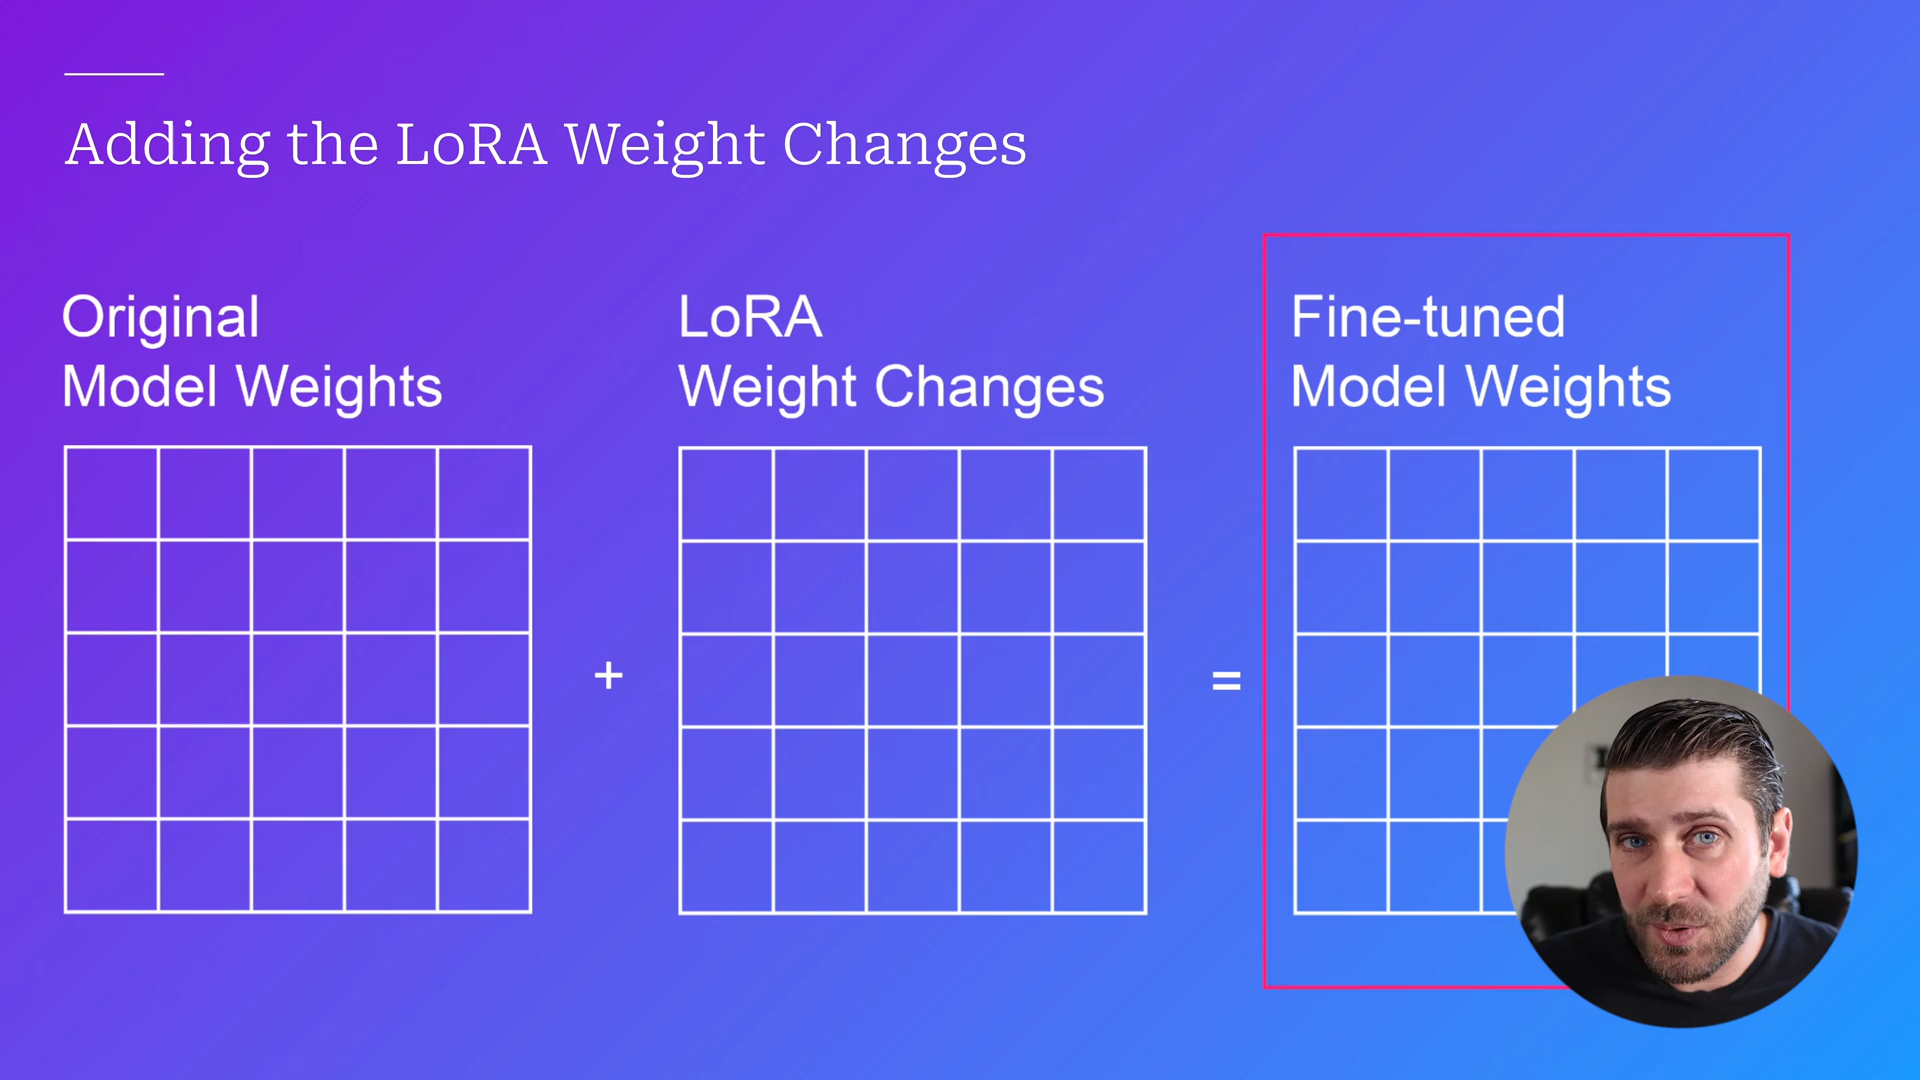 Adding the LoRA Weight Changes
Original
Model Weights
LoRA
Weight Changes
Fine-tuned
Model Weights
+
=